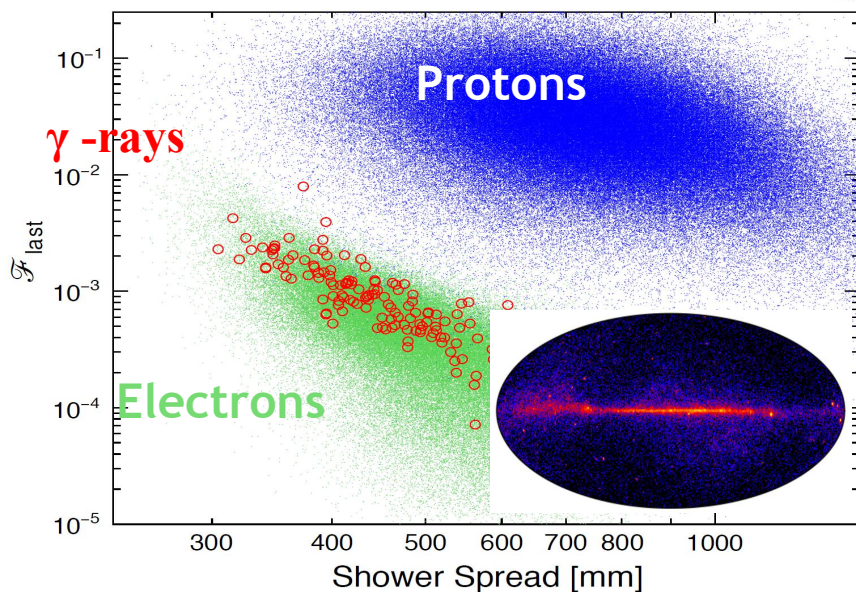 10⁻¹
Protons
γ -rays
10⁻²
ℱ last
10⁻³
Electrons
10⁻⁴
10⁻⁵
300 400 500 600 700 800 1000
Shower Spread [mm]